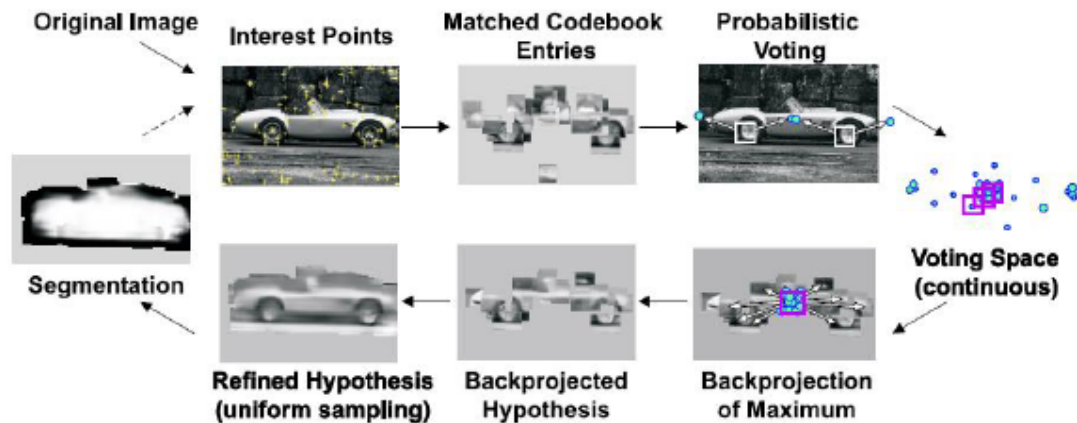 Original Image
Interest Points
Matched Codebook
Entries
Probabilistic
Voting
Voting Space
(continuous)
Backprojection
of Maximum
Backprojected
Hypothesis
Refined Hypothesis
(uniform sampling)
Segmentation